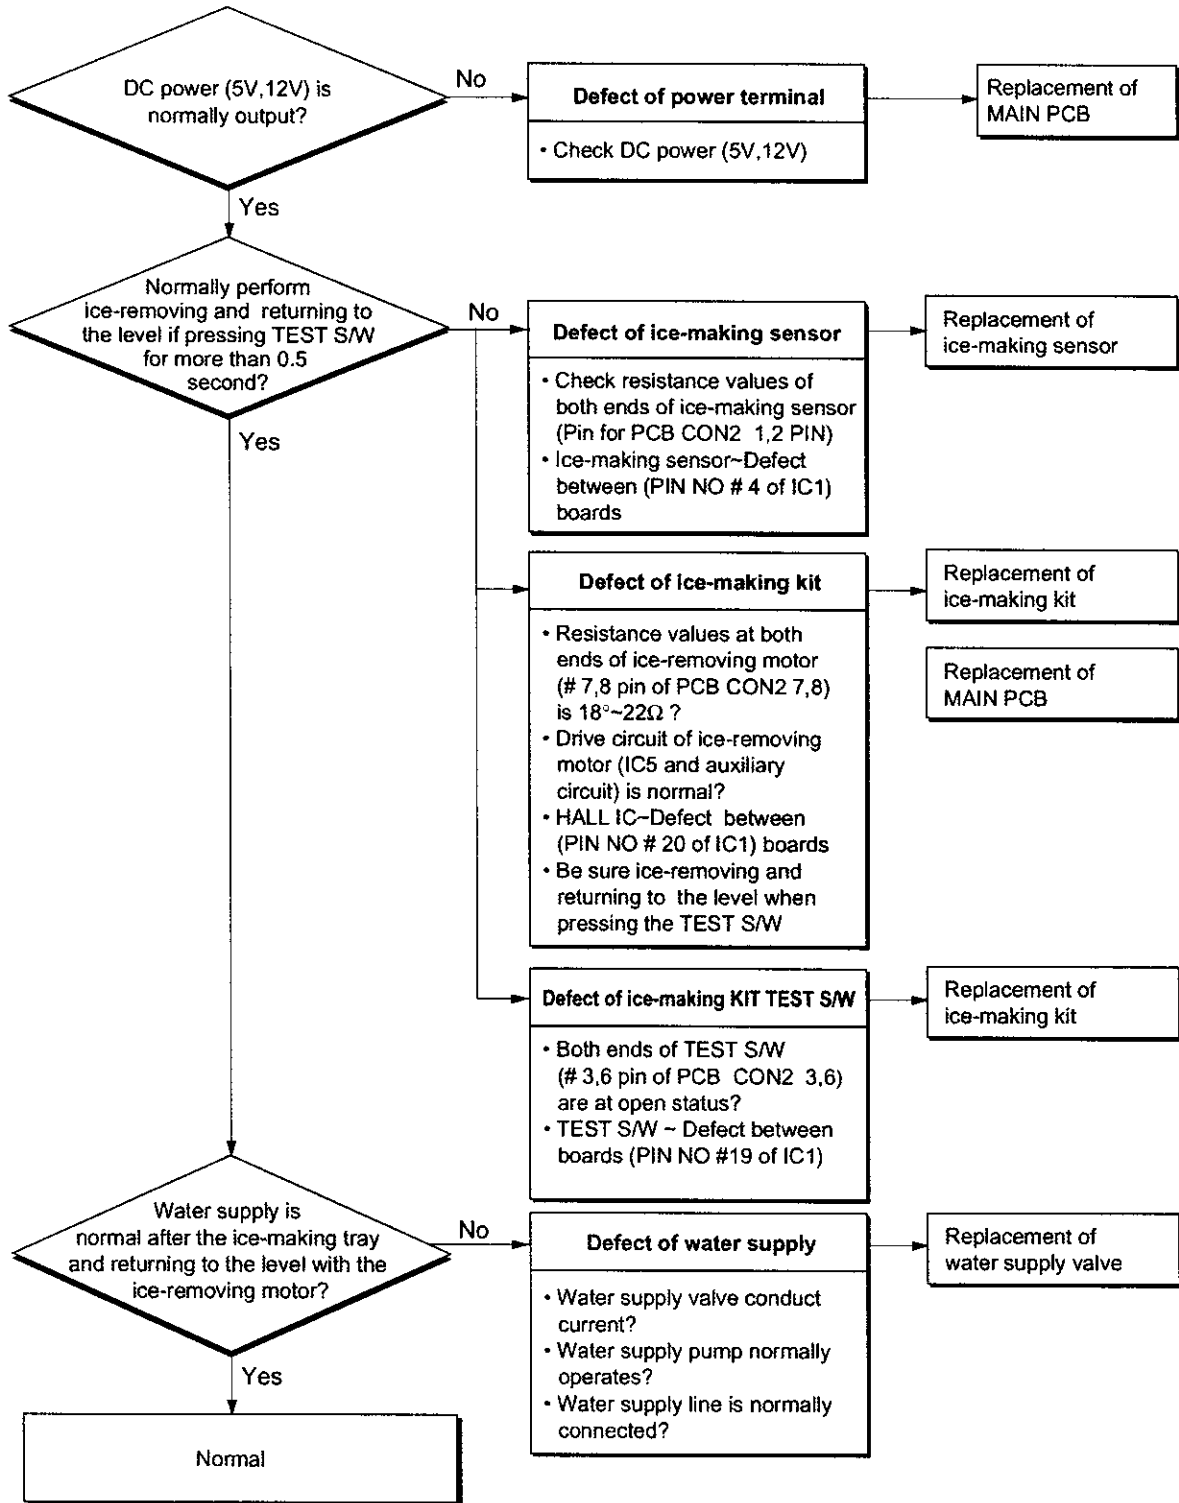 DC power (5V,12V) is
normally output?
No
Defect of power terminal
• Check DC power (5V,12V)
Replacement of
MAIN PCB
Yes
Normally perform
ice-removing and returning to
the level if pressing TEST S/W
for more than 0.5
second?
No
Defect of ice-making sensor
• Check resistance values of
both ends of ice-making sensor
(Pin for PCB CON2 1,2 PIN)
• Ice-making sensor~Defect
between (PIN NO # 4 of IC1)
boards
Replacement of
ice-making sensor
Yes
Defect of ice-making kit
• Resistance values at both
ends of ice-removing motor
(# 7,8 pin of PCB CON2 7,8)
is 18°~22Ω ?
• Drive circuit of ice-removing
motor (IC5 and auxiliary
circuit) is normal?
• HALL IC~Defect between
(PIN NO # 20 of IC1) boards
• Be sure ice-removing and
returning to the level when
pressing the TEST S/W
Replacement of
ice-making kit
Replacement of
MAIN PCB
Defect of ice-making KIT TEST S/W
• Both ends of TEST S/W
(# 3,6 pin of PCB CON2 3,6)
are at open status?
• TEST S/W ~ Defect between
boards (PIN NO #19 of IC1)
Replacement of
ice-making kit
Water supply is
normal after the ice-making tray
and returning to the level with the
ice-removing motor?
No
Defect of water supply
• Water supply valve conduct
current?
• Water supply pump normally
operates?
• Water supply line is normally
connected?
Replacement of
water supply valve
Yes
Normal